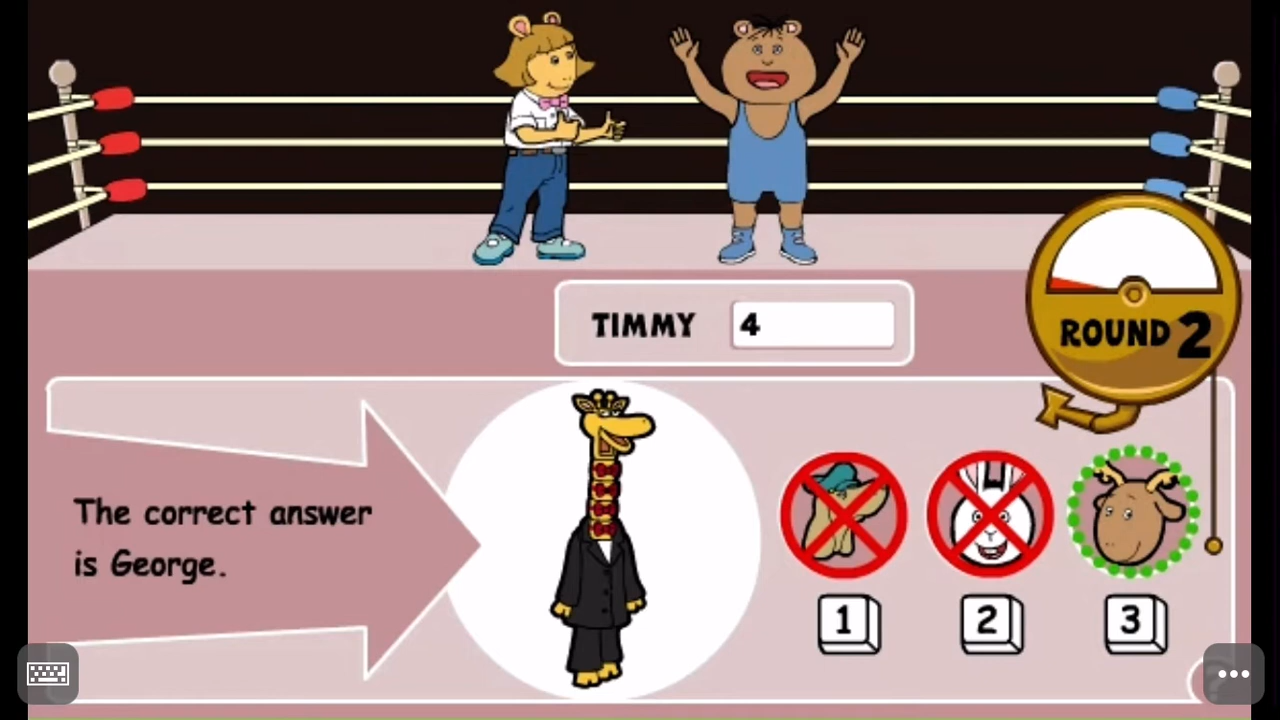 TIMMY 4
ROUND 2
The correct answer
is George.
1 2 3